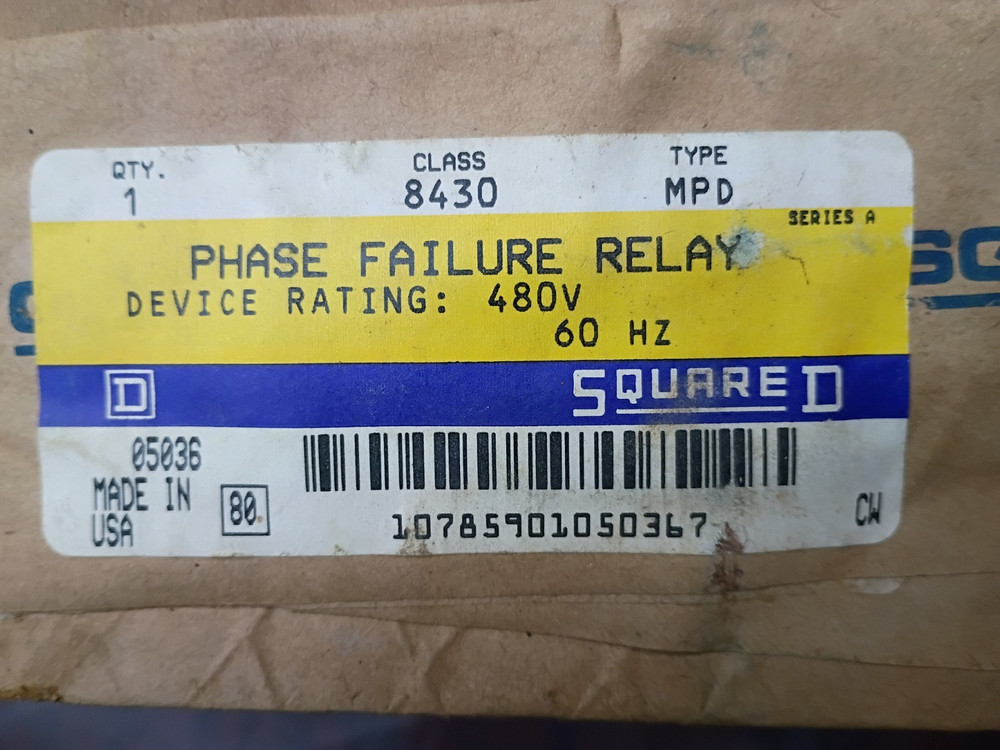 QTY. CLASS TYPE
1 8430 MPD
SERIES A
PHASE FAILURE RELAY
DEVICE RATING: 480V
60 HZ
D SQUARE D
05036
MADE IN
USA
80.
CW
10785901050367
SQ